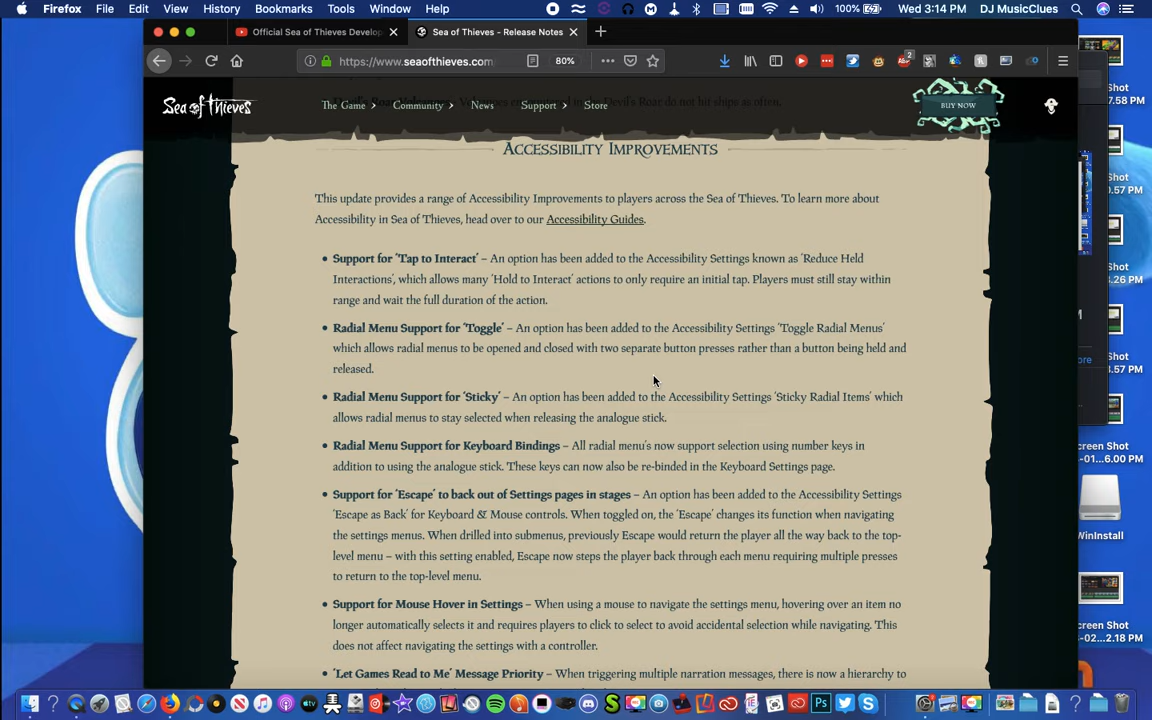 Firefox File Edit View History Bookmarks Tools Window Help 100% Wed 3:14 PM DJ MusicClues
Official Sea of Thieves Develop Sea of Thieves - Release Notes
https://www.seaofthieves.com 80%
Sea of Thieves The Game Community News Support Store BUY NOW
Accessibility Improvements
This update provides a range of Accessibility Improvements to players across the Sea of Thieves. To learn more about
Accessibility in Sea of Thieves, head over to our Accessibility Guides.
• Support for 'Tap to Interact' – An option has been added to the Accessibility Settings known as 'Reduce Held
Interactions', which allows many 'Hold to Interact' actions to only require an initial tap. Players must still stay within
range and wait the full duration of the action.
• Radial Menu Support for 'Toggle' – An option has been added to the Accessibility Settings 'Toggle Radial Menus'
which allows radial menus to be opened and closed with two separate button presses rather than a button being held and
released.
• Radial Menu Support for 'Sticky' – An option has been added to the Accessibility Settings 'Sticky Radial Items' which
allows radial menus to stay selected when releasing the analogue stick.
• Radial Menu Support for Keyboard Bindings – All radial menu's now support selection using number keys in
addition to using the analogue stick. These keys can now also be re-binded in the Keyboard Settings page.
• Support for 'Escape' to back out of Settings pages in stages – An option has been added to the Accessibility Settings
'Escape as Back' for Keyboard & Mouse controls. When toggled on, the 'Escape' changes its function when navigating
the settings menus. When drilled into submenus, previously Escape would return the player all the way back to the top-
level menu – with this setting enabled, Escape now steps the player back through each menu requiring multiple presses
to return to the top-level menu.
• Support for Mouse Hover in Settings – When using a mouse to navigate the settings menu, hovering over an item no
longer automatically selects it and requires players to click to select to avoid accidental selection while navigating. This
does not affect navigating the settings with a controller.
• 'Let Games Read to Me' Message Priority – When triggering multiple narration messages, there is now a hierarchy to
Shot
7.58 PM
Shot
0.57 PM
Shot
3.26 PM
Shot
3.57 PM
creen Shot
-01...6.00 PM
WinInstall
creen Shot
-02...2.18 PM